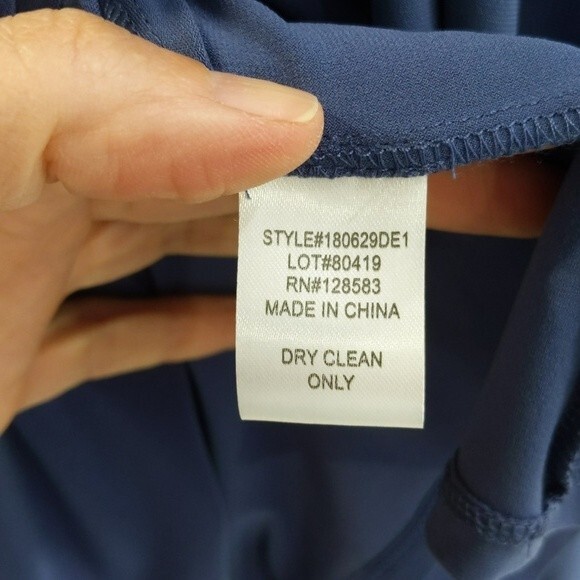 STYLE#180629DE1
LOT#80419
RN#128583
MADE IN CHINA
DRY CLEAN
ONLY